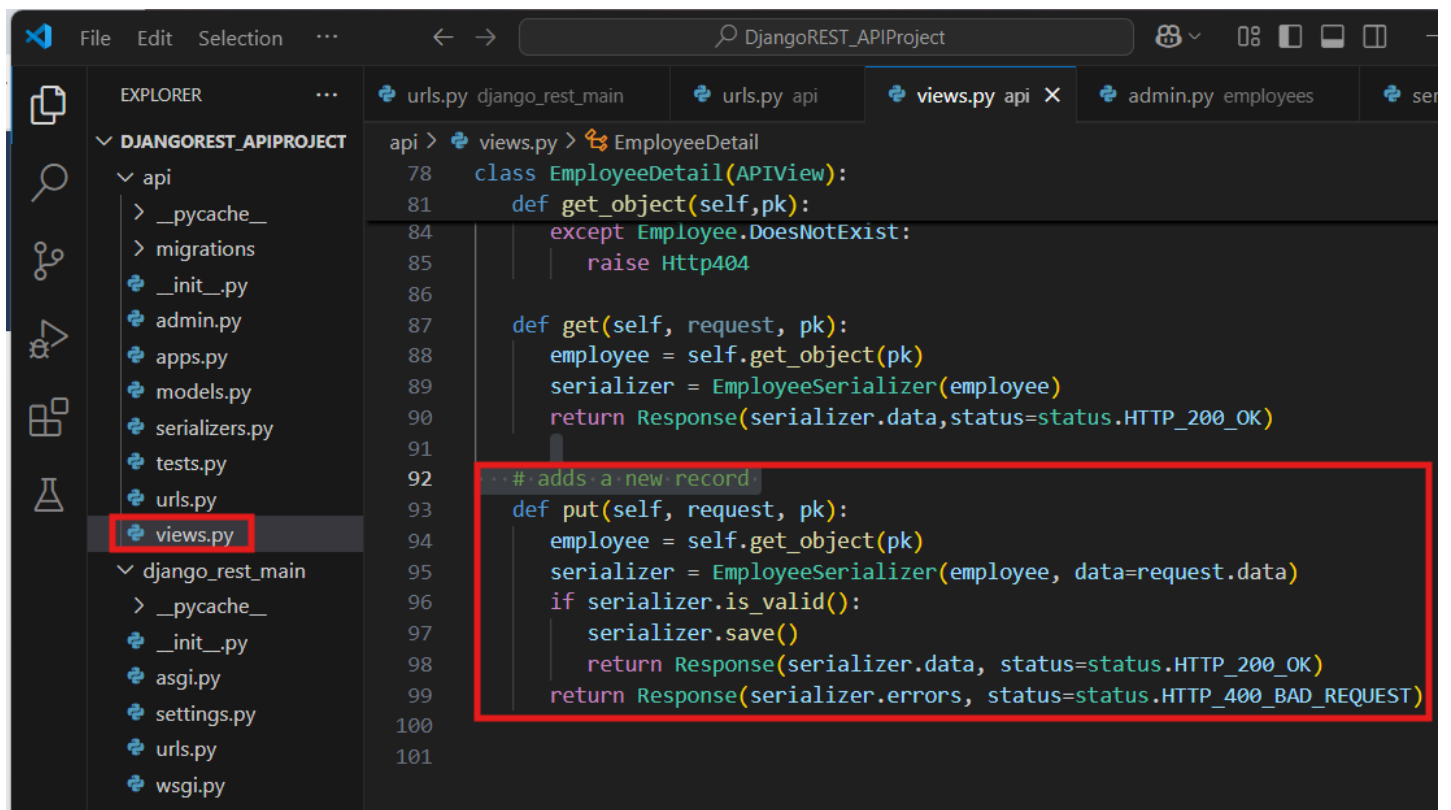 File Edit Selection ··· DjangoREST_APIProject
EXPLORER ···
DJANGOREST_APIPROJECT
api
__pycache__
migrations
__init__.py
admin.py
apps.py
models.py
serializers.py
tests.py
urls.py
views.py
django_rest_main
__pycache__
__init__.py
asgi.py
settings.py
urls.py
wsgi.py
urls.py django_rest_main urls.py api views.py api admin.py employees ser
api > views.py > EmployeeDetail
78 class EmployeeDetail(APIView):
81 def get_object(self,pk):
84 except Employee.DoesNotExist:
85 raise Http404
86
87 def get(self, request, pk):
88 employee = self.get_object(pk)
89 serializer = EmployeeSerializer(employee)
90 return Response(serializer.data,status=status.HTTP_200_OK)
91
92 # adds a new record
93 def put(self, request, pk):
94 employee = self.get_object(pk)
95 serializer = EmployeeSerializer(employee, data=request.data)
96 if serializer.is_valid():
97 serializer.save()
98 return Response(serializer.data, status=status.HTTP_200_OK)
99 return Response(serializer.errors, status=status.HTTP_400_BAD_REQUEST)
100
101